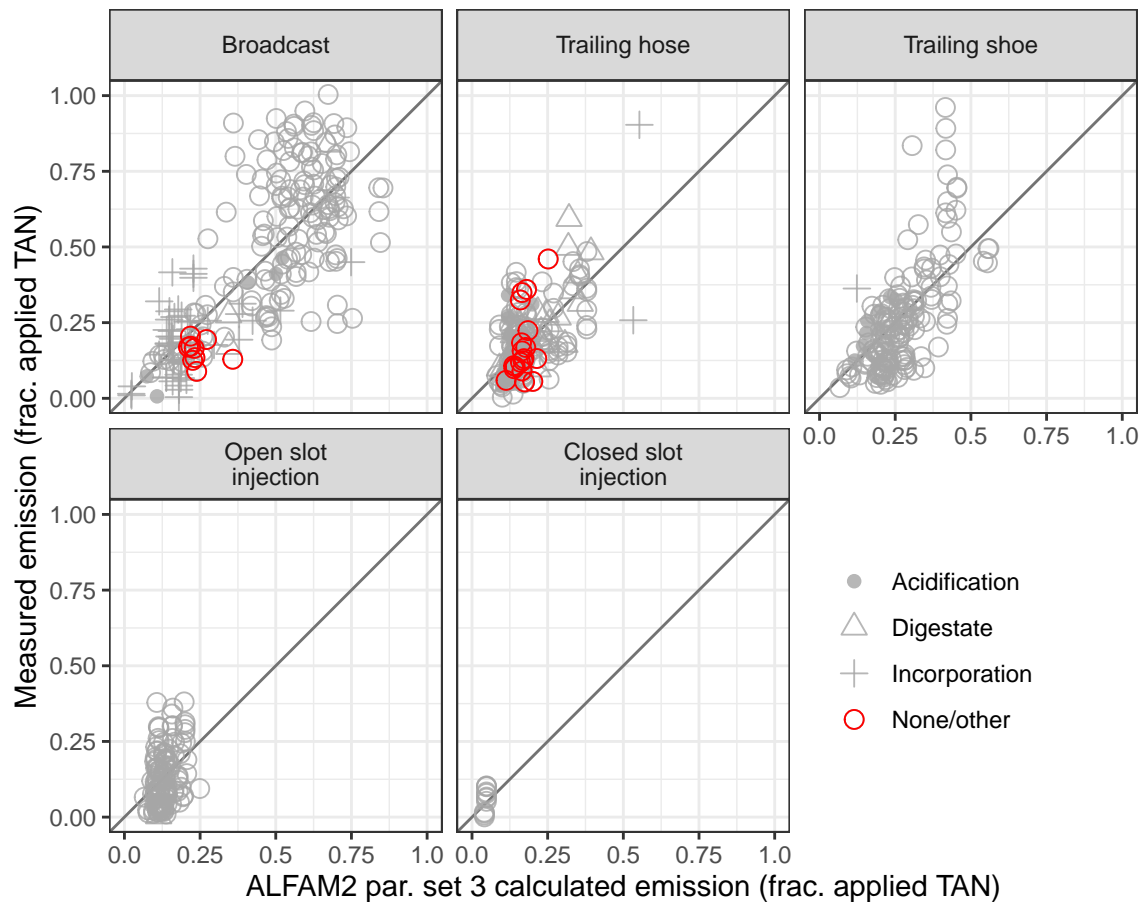 Broadcast
Trailing hose
Trailing shoe
1.00
0.75
0.50
0.25
0.00
0.0 0.25 0.50 0.75 1.0
Open slot
injection
Closed slot
injection
1.00
0.75
0.50
0.25
0.00
0.0 0.25 0.50 0.75 1.0
0.0 0.25 0.50 0.75 1.0
Measured emission (frac. applied TAN)
ALFAM2 par. set 3 calculated emission (frac. applied TAN)
Acidification
Digestate
Incorporation
None/other